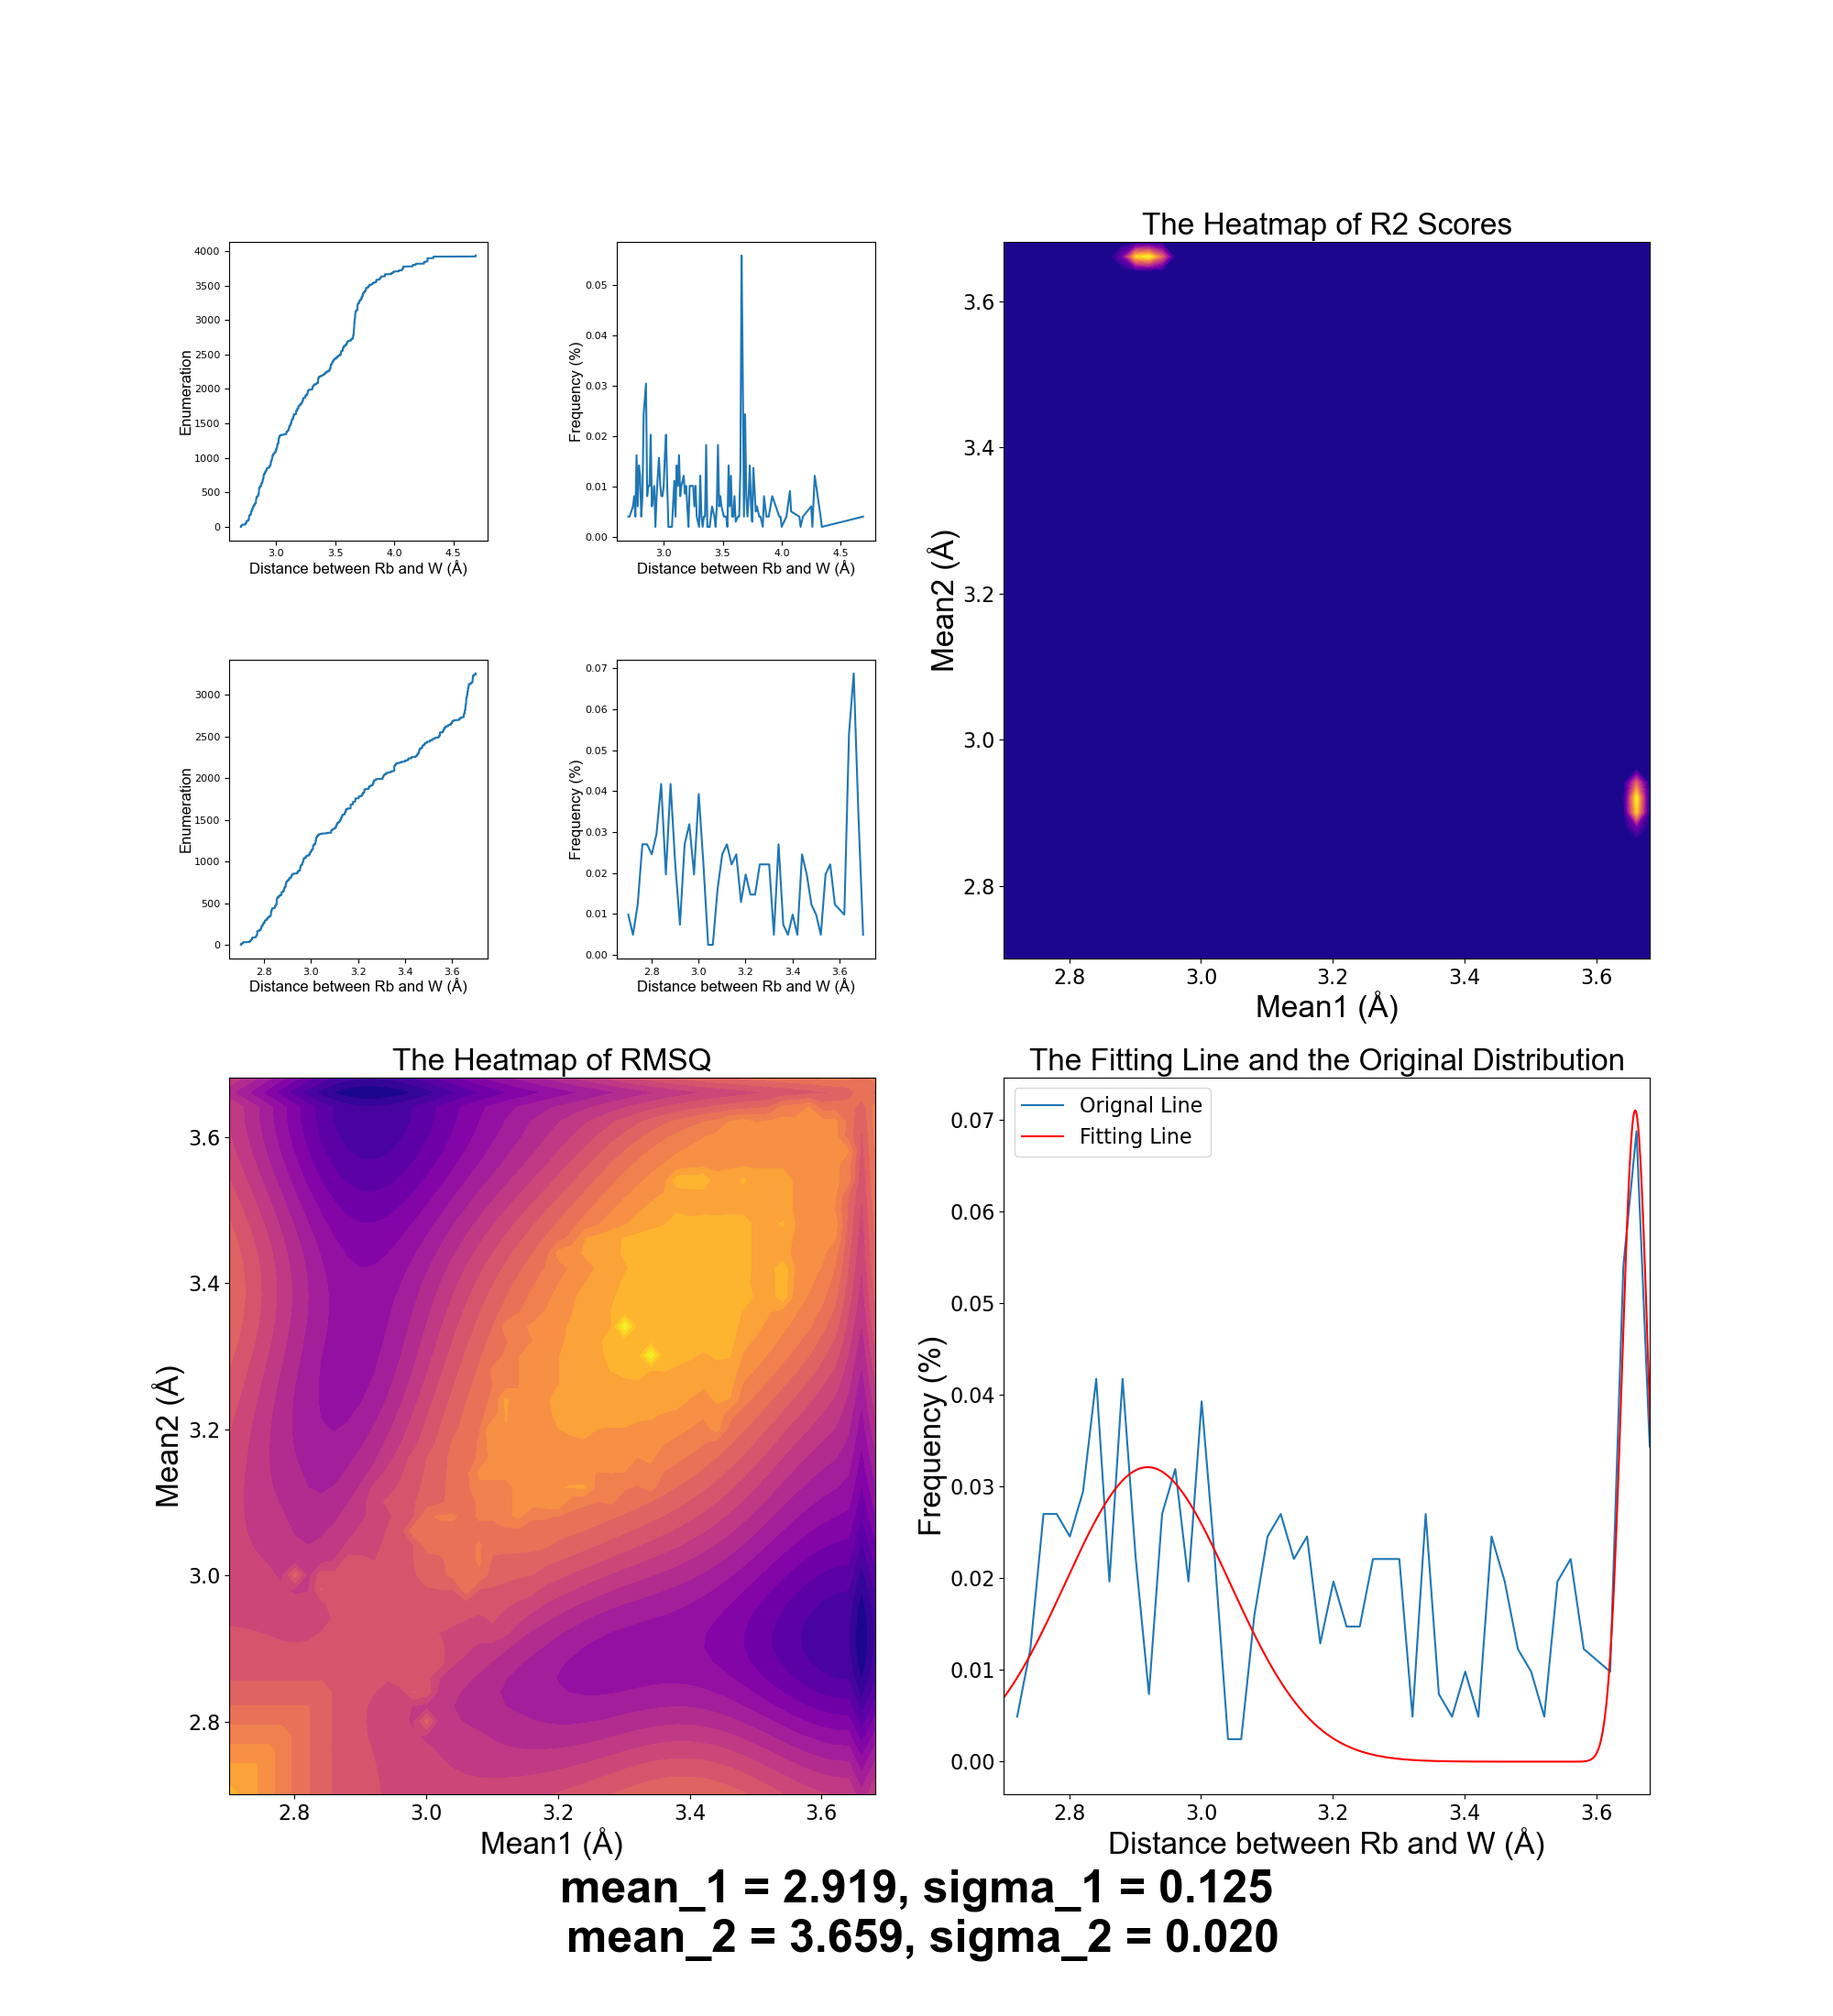 The Heatmap of R2 Scores
4000
3500
3000
2500
2000
1500
1000
500
0
Enumeration
3.0 3.5 4.0 4.5
Distance between Rb and W (Å)
0.05
0.04
0.03
0.02
0.01
0.00
Frequency (%)
3.0 3.5 4.0 4.5
Distance between Rb and W (Å)
3.6
3.4
3.2
3.0
2.8
Mean2 (Å)
2.8 3.0 3.2 3.4 3.6
Mean1 (Å)
3000
2500
2000
1500
1000
500
0
Enumeration
2.8 3.0 3.2 3.4 3.6
Distance between Rb and W (Å)
0.07
0.06
0.05
0.04
0.03
0.02
0.01
0.00
Frequency (%)
2.8 3.0 3.2 3.4 3.6
Distance between Rb and W (Å)
The Heatmap of RMSQ
3.6
3.4
3.2
3.0
2.8
Mean2 (Å)
2.8 3.0 3.2 3.4 3.6
Mean1 (Å)
The Fitting Line and the Original Distribution
Orignal Line
Fitting Line
0.07
0.06
0.05
0.04
0.03
0.02
0.01
0.00
Frequency (%)
2.8 3.0 3.2 3.4 3.6
Distance between Rb and W (Å)
mean_1 = 2.919, sigma_1 = 0.125
mean_2 = 3.659, sigma_2 = 0.020